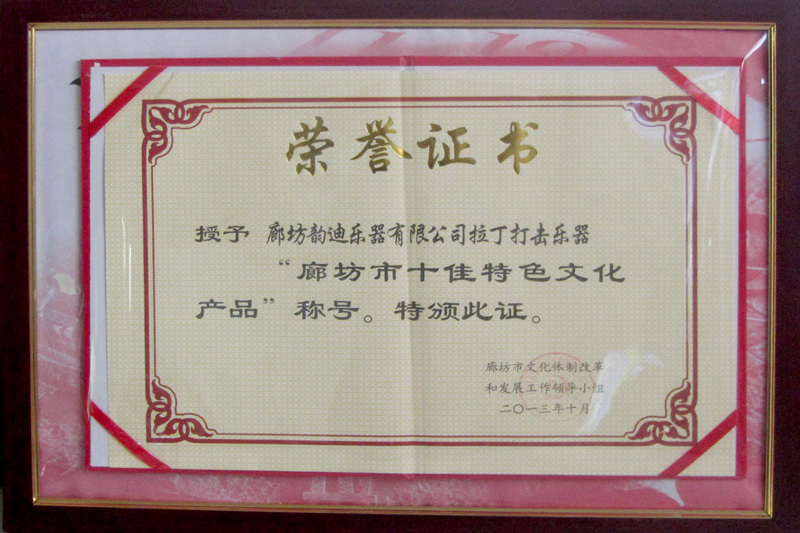 荣誉证书
授予 廊坊韵迪乐器有限公司拉丁打击乐器
“廊坊市十佳特色文化
产品”称号。特颁此证。
廊坊市文化体制改革
和发展工作领导小组
二〇一三年十月